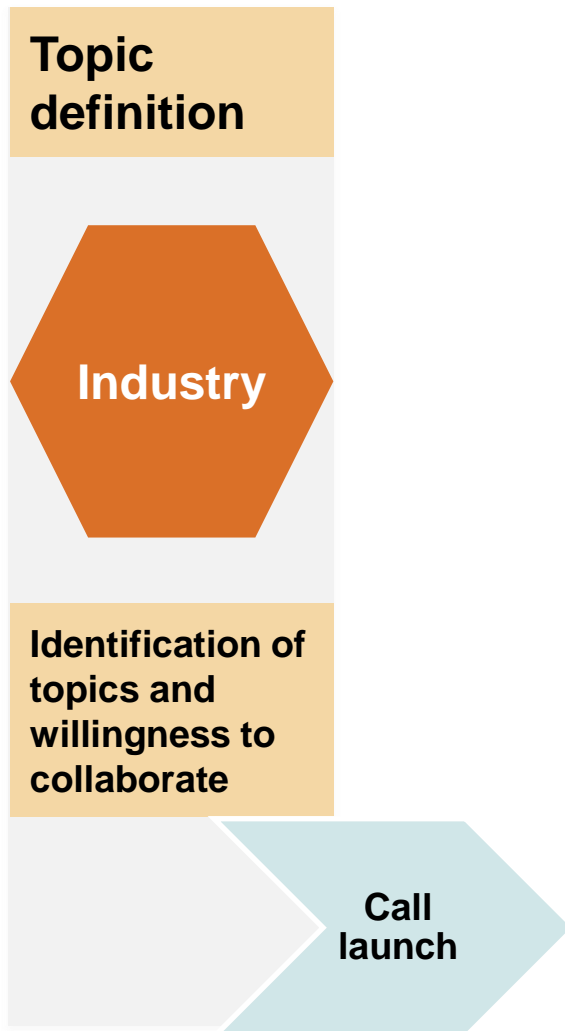 Topic
definition
Industry
Identification of
topics and
willingness to
collaborate
Call
launch